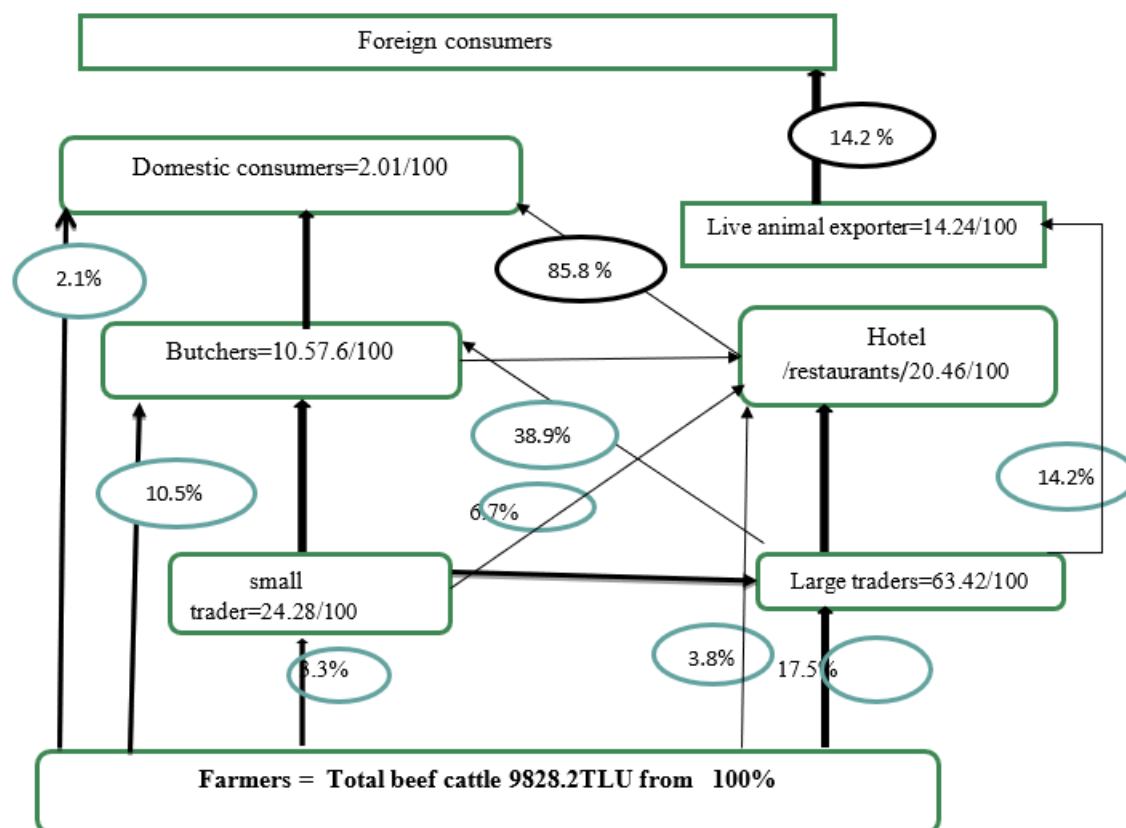 Foreign consumers
14.2 %
Domestic consumers=2.01/100
Live animal exporter=14.24/100
2.1%
85.8 %
Butchers=10.57.6/100
Hotel
/restaurants/20.46/100
38.9%
14.2%
10.5%
6.7%
small
trader=24.28/100
Large traders=63.42/100
3.8%
17.5%
Farmers = Total beef cattle 9828.2TLU from 100%